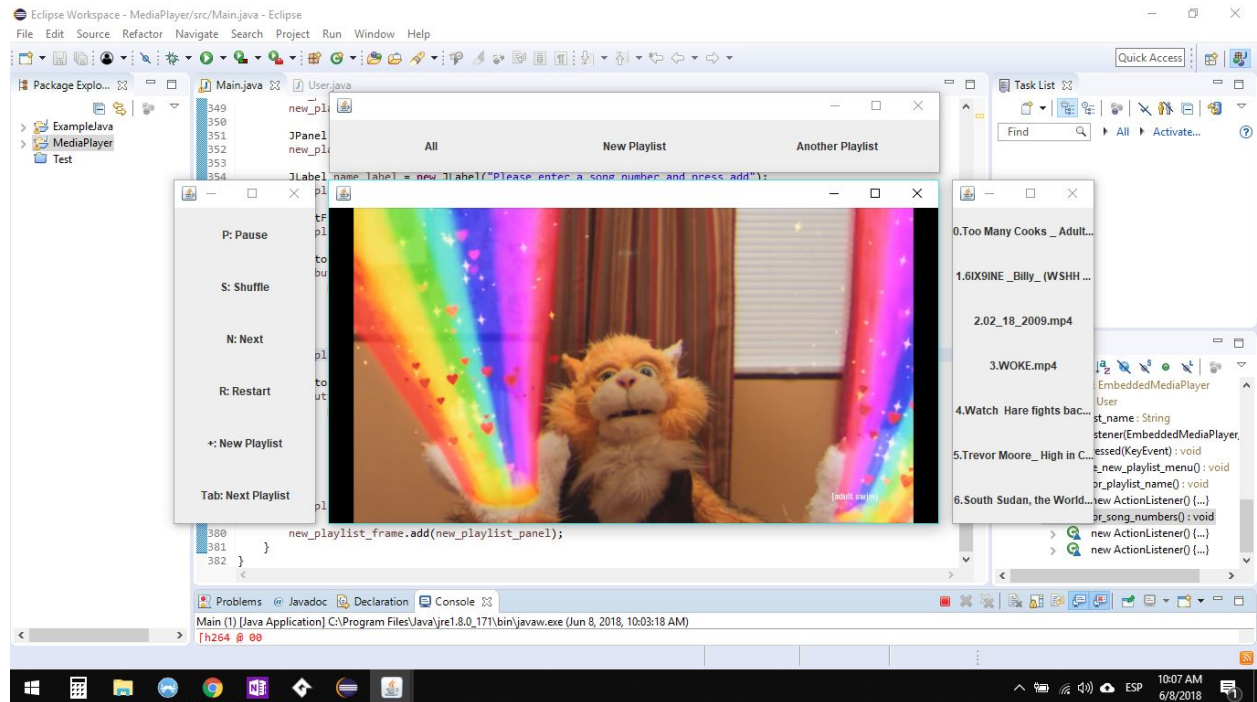 Eclipse Workspace - MediaPlayer/src/Main.java - Eclipse
File Edit Source Refactor Navigate Search Project Run Window Help
Quick Access
Package Explo...
ExampleJava
MediaPlayer
Test
Main.java
User.java
349 new_pl
350
351 JPanel
352 new_pl
353
354 JLabel name_label = new JLabel("Please enter a song number and press add");
All New Playlist Another Playlist
P: Pause
S: Shuffle
N: Next
R: Restart
+: New Playlist
Tab: Next Playlist
[adult swim]
0.Too Many Cooks _ Adult...
1.6IX9INE _Billy_ (WSHH ...
2.02_18_2009.mp4
3.WOKE.mp4
4.Watch Hare fights bac...
5.Trevor Moore_ High in C...
6.South Sudan, the World...
380 new_playlist_frame.add(new_playlist_panel);
381 }
382 }
Task List
Find All Activate...
: EmbeddedMediaPlayer
User
st_name : String
stener(EmbeddedMediaPlayer,
essed(KeyEvent) : void
e_new_playlist_menu() : void
or_playlist_name() : void
new ActionListener() {...}
or_song_numbers() : void
new ActionListener() {...}
new ActionListener() {...}
Problems Javadoc Declaration Console
Main (1) [Java Application] C:\Program Files\Java\jre1.8.0_171\bin\javaw.exe (Jun 8, 2018, 10:03:18 AM)
[h264 @ 00
ESP
10:07 AM
6/8/2018